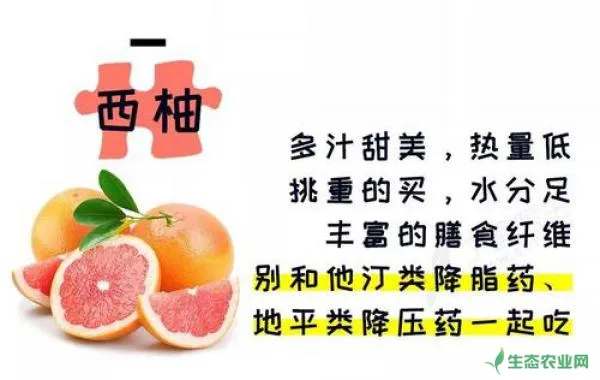 一
西柚
多汁甜美，热量低
挑重的买，水分足
丰富的膳食纤维
别和他汀类降脂药、
地平类降压药一起吃
生态农业网